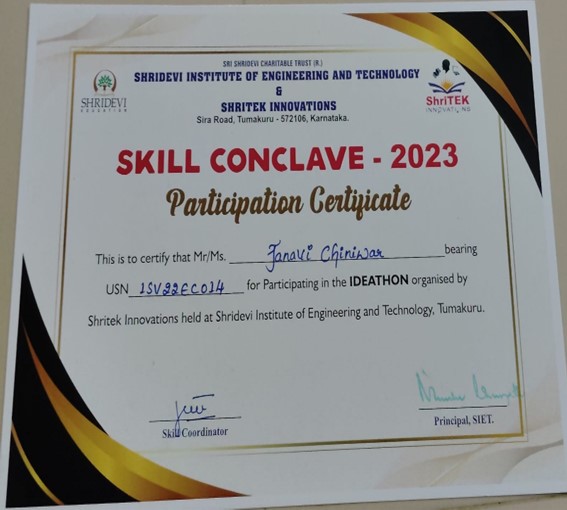 SRI SHRIDEVI CHARITABLE TRUST (R.)
SHRIDEVI INSTITUTE OF ENGINEERING AND TECHNOLOGY
&
SHRITEK INNOVATIONS
Sira Road, Tumakuru - 572106, Karnataka.
SHRIDEVI
EDUCATION
ShriTEK
INNOVATIONS
SKILL CONCLAVE - 2023
Participation Certificate
This is to certify that Mr/Ms. Janavi Chiniwar bearing
USN 1SV22EC014 for Participating in the IDEATHON organised by
Shritek Innovations held at Shridevi Institute of Engineering and Technology, Tumakuru.
Skill Coordinator
Principal, SIET.